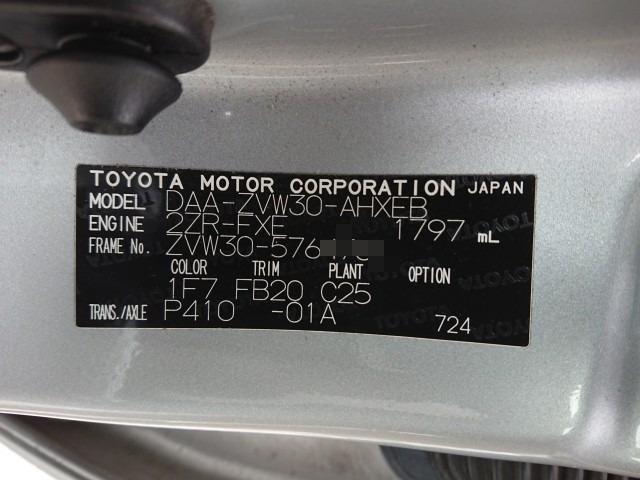 TOYOTA MOTOR CORPORATION JAPAN
MODEL DAA-ZVW30-AHXEB
ENGINE 2ZR-FXE 1797 mL
FRAME No. ZVW30-576
COLOR TRIM PLANT OPTION
1F7 FB20 C25
TRANS./AXLE P410 -01A
724